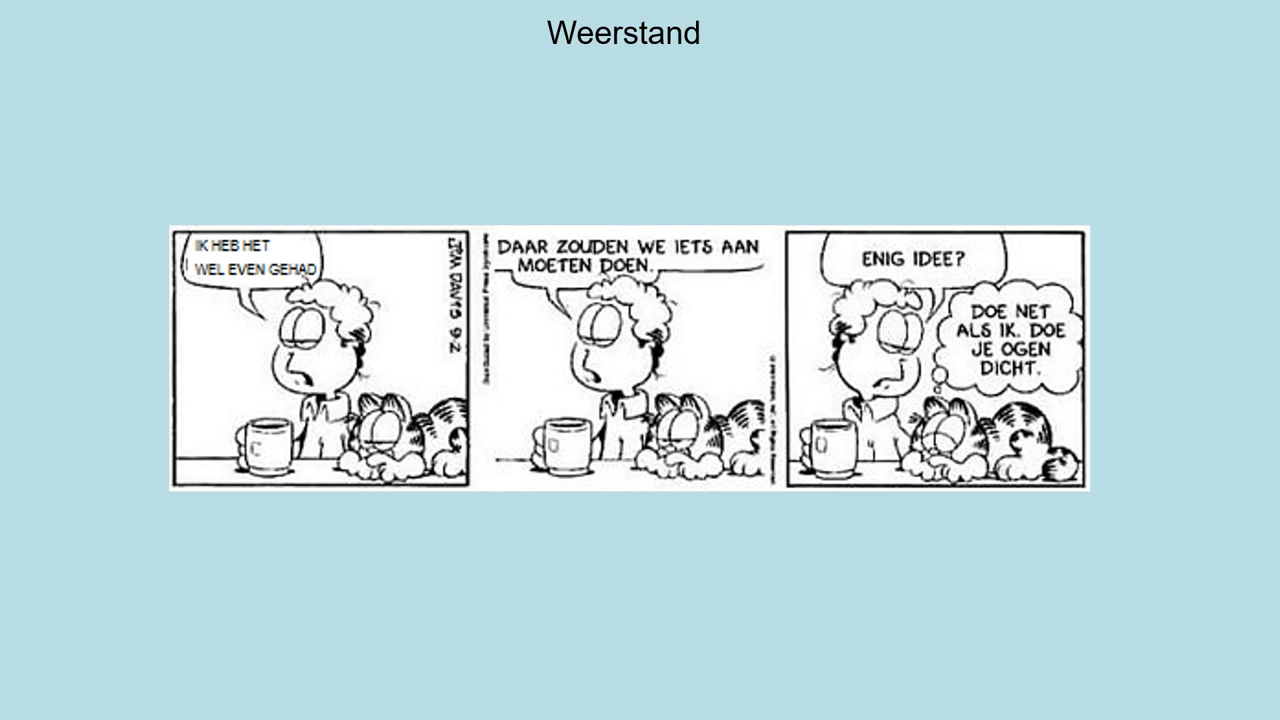 Weerstand
IK HEB HET
WEL EVEN GEHAD
JIM DAVIS 9-2
DAAR ZOUDEN WE IETS AAN
MOETEN DOEN.
ENIG IDEE?
DOE NET
ALS IK. DOE
JE OGEN
DICHT.